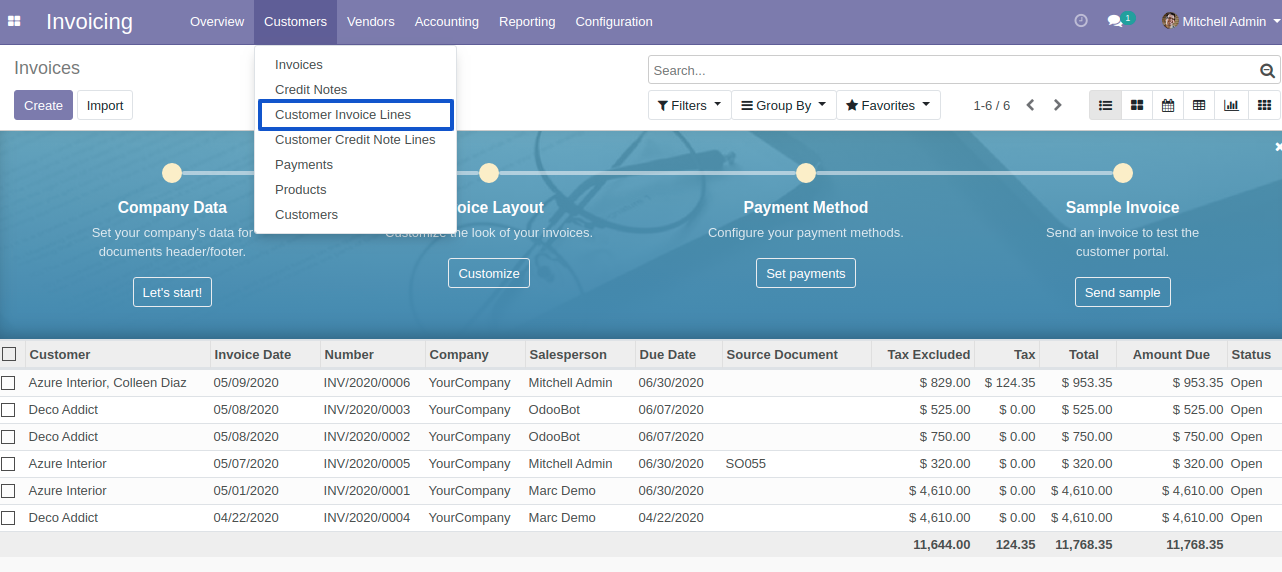 Invoicing Overview Customers Vendors Accounting Reporting Configuration 1 Mitchell Admin
Invoices
Search...
Create Import
Filters Group By Favorites 1-6 / 6
Invoices
Credit Notes
Customer Invoice Lines
Customer Credit Note Lines
Payments
Products
Customers
Company Data
Set your company's data for
documents header/footer.
Let's start!
oice Layout
Customize the look of your invoices.
Customize
Payment Method
Configure your payment methods.
Set payments
Sample Invoice
Send an invoice to test the
customer portal.
Send sample
Customer Invoice Date Number Company Salesperson Due Date Source Document Tax Excluded Tax Total Amount Due Status
Azure Interior, Colleen Diaz 05/09/2020 INV/2020/0006 YourCompany Mitchell Admin 06/30/2020 $ 829.00 $ 124.35 $ 953.35 $ 953.35 Open
Deco Addict 05/08/2020 INV/2020/0003 YourCompany OdooBot 06/07/2020 $ 525.00 $ 0.00 $ 525.00 $ 525.00 Open
Deco Addict 05/08/2020 INV/2020/0002 YourCompany OdooBot 06/07/2020 $ 750.00 $ 0.00 $ 750.00 $ 750.00 Open
Azure Interior 05/07/2020 INV/2020/0005 YourCompany Mitchell Admin 06/30/2020 SO055 $ 320.00 $ 0.00 $ 320.00 $ 320.00 Open
Azure Interior 05/01/2020 INV/2020/0001 YourCompany Marc Demo 06/30/2020 $ 4,610.00 $ 0.00 $ 4,610.00 $ 4,610.00 Open
Deco Addict 04/22/2020 INV/2020/0004 YourCompany Marc Demo 04/22/2020 $ 4,610.00 $ 0.00 $ 4,610.00 $ 4,610.00 Open
11,644.00 124.35 11,768.35 11,768.35